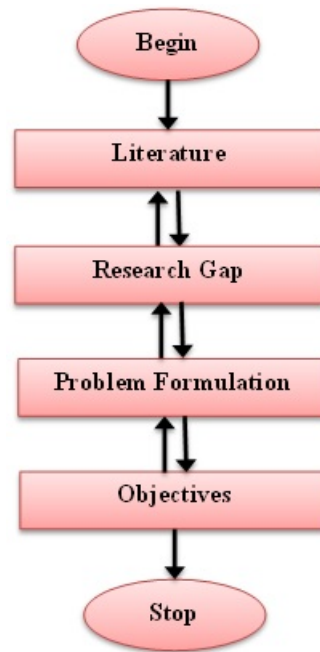 Begin
Literature
Research Gap
Problem Formulation
Objectives
Stop